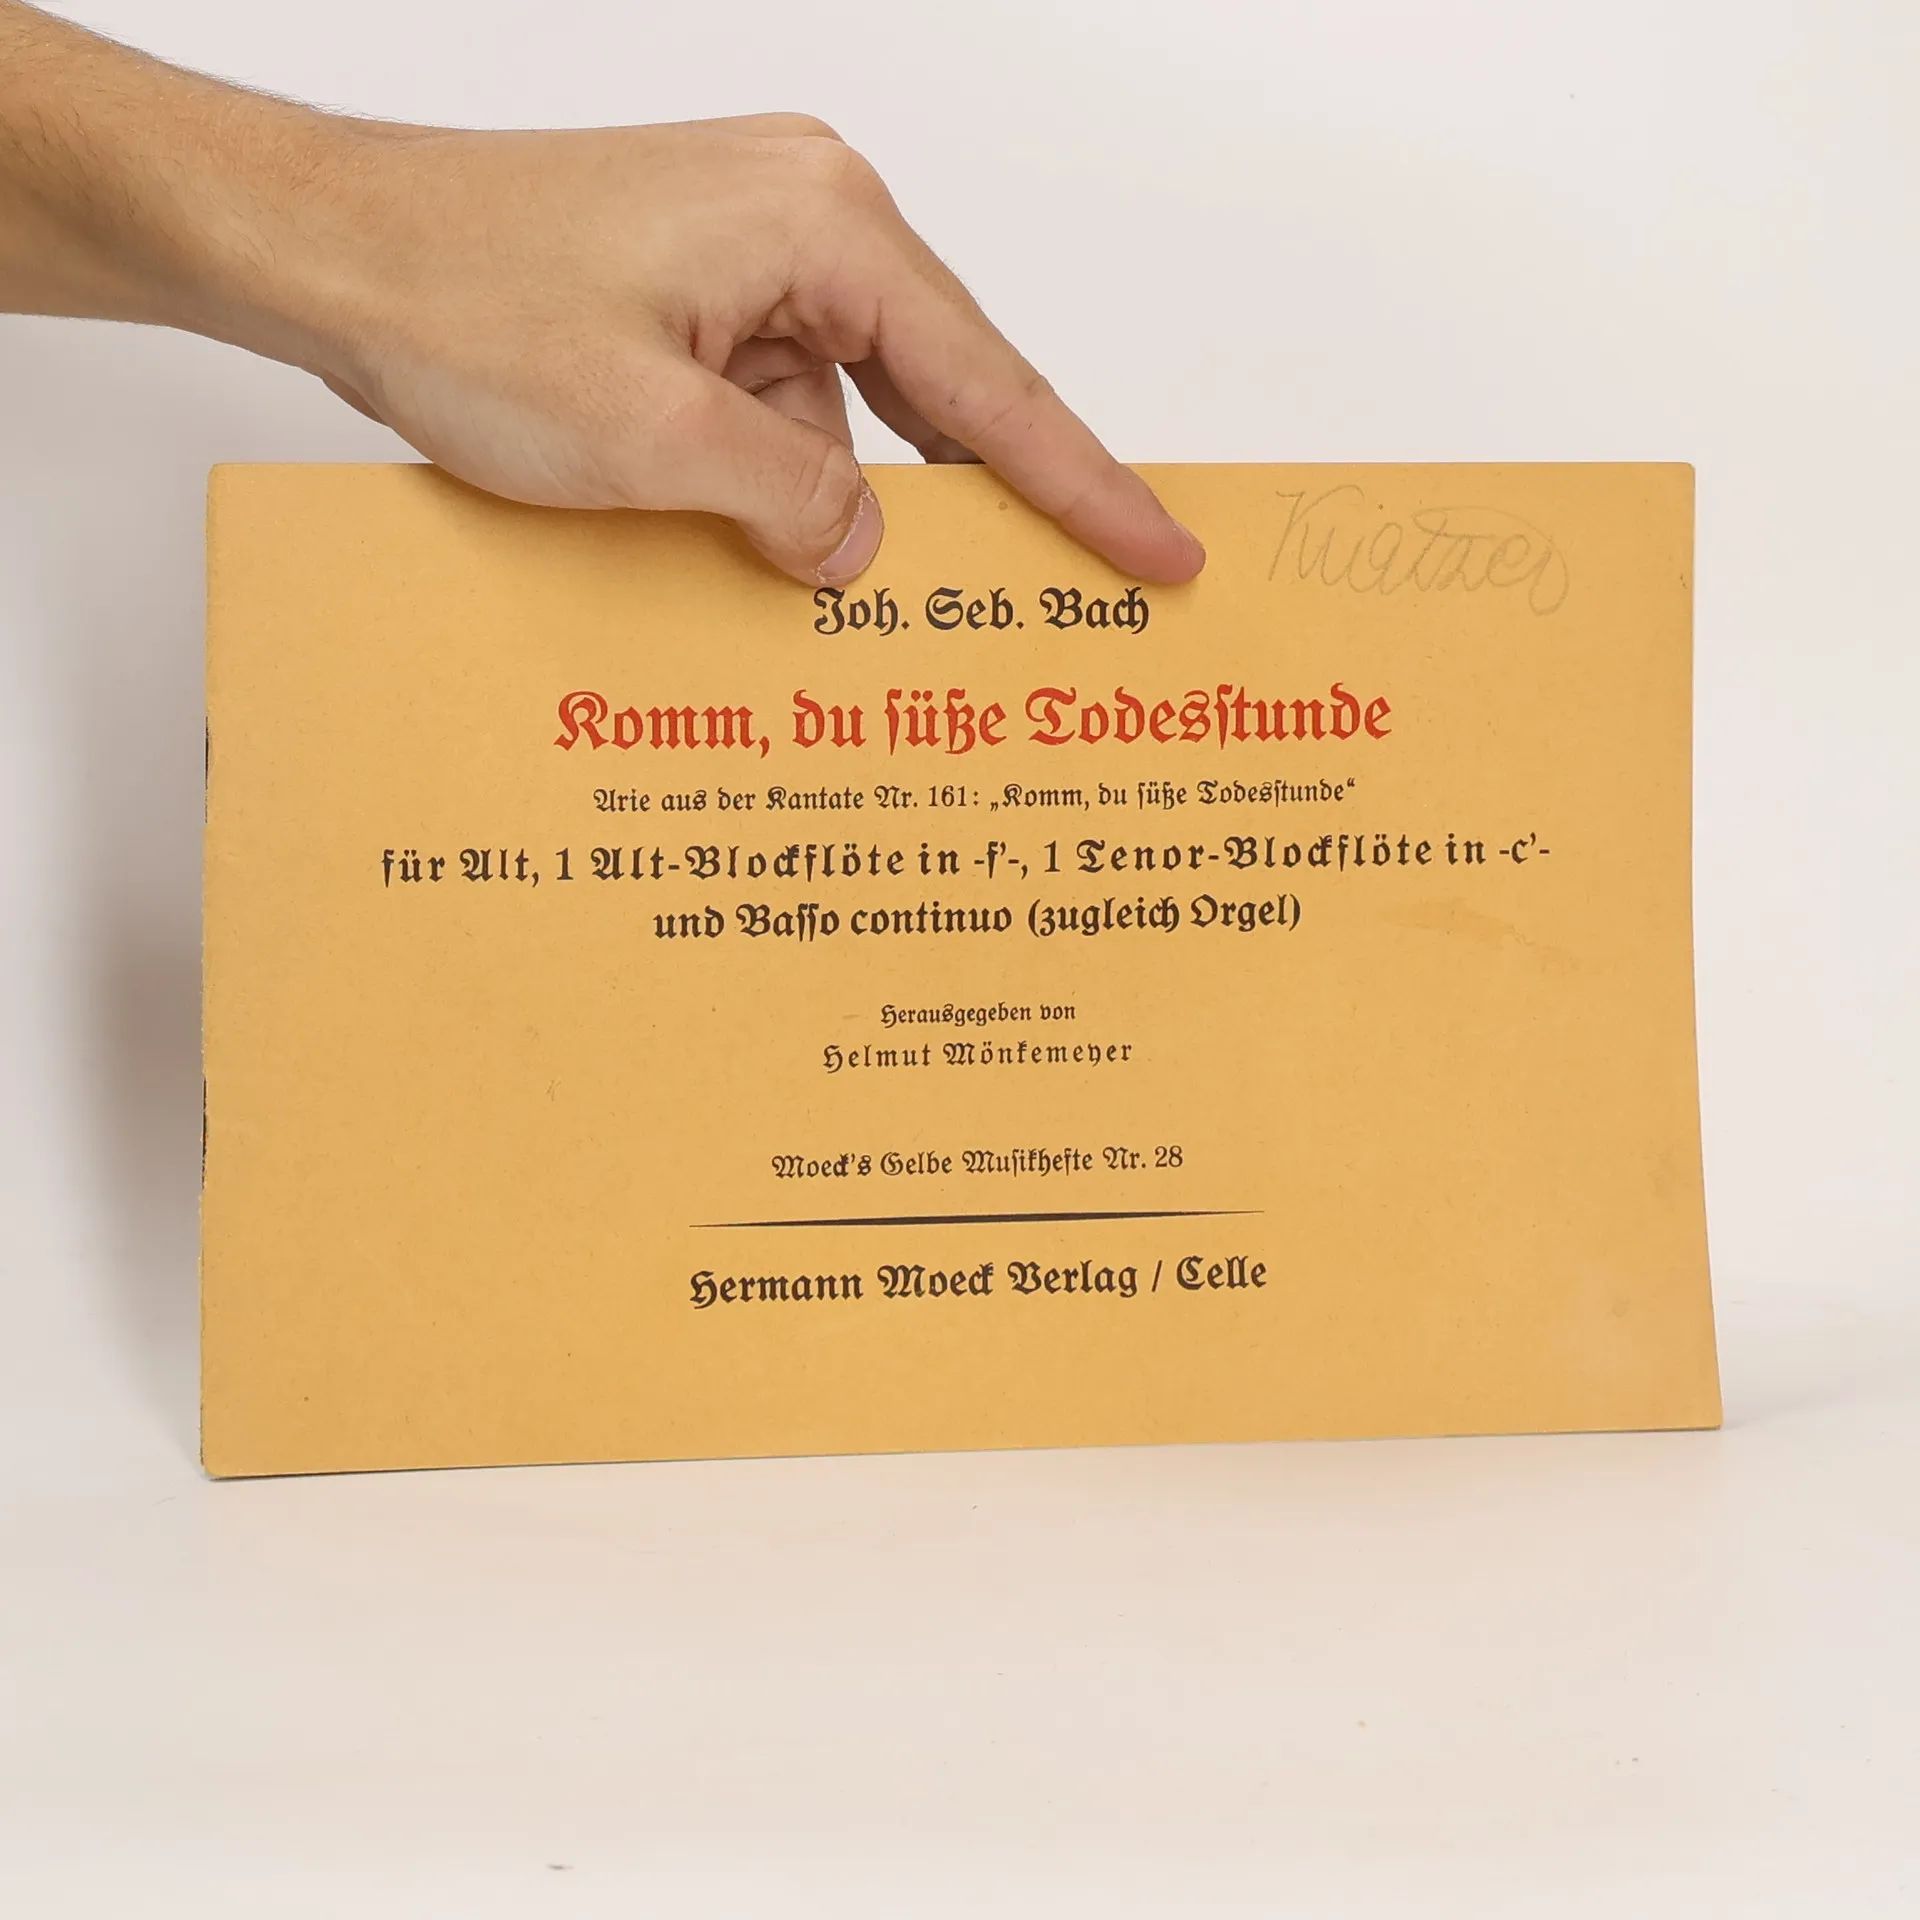 Joh. Seb. Bach
Komm, du süße Todesstunde
Arie aus der Kantate Nr. 161: „Komm, du süße Todesstunde“
für Alt, 1 Alt-Blockflöte in -f’-, 1 Tenor-Blockflöte in -c’-
und Basso continuo (zugleich Orgel)
Herausgegeben von
Helmut Mönkemeyer
Moeck’s Gelbe Musikhefte Nr. 28
Hermann Moeck Verlag / Celle